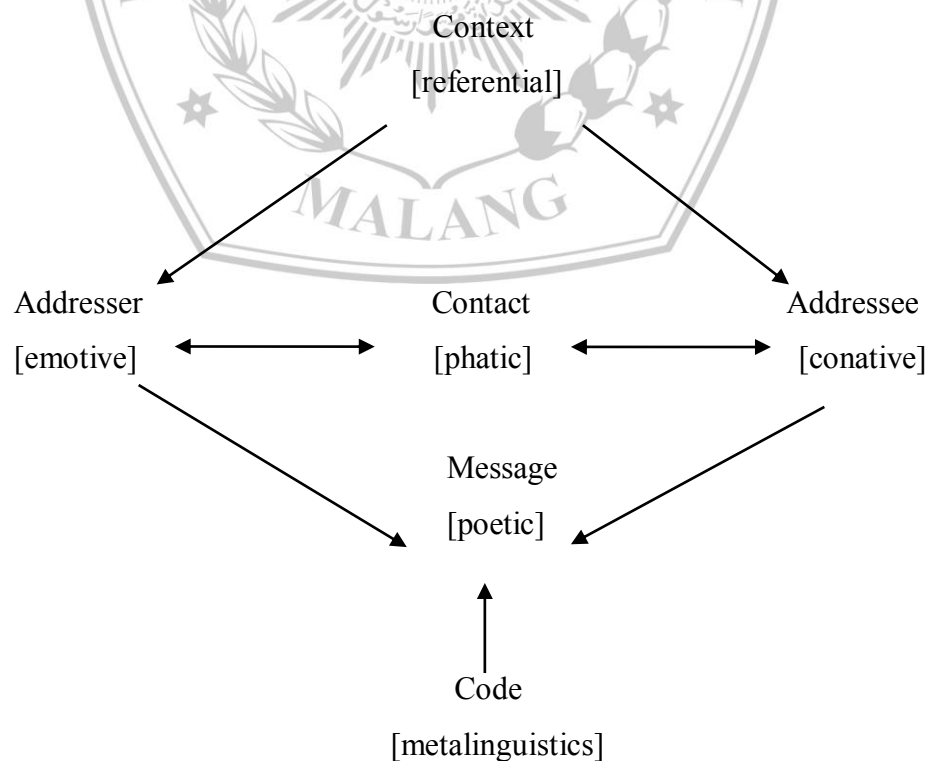 Context
[referential]
MALANG
Addresser
Contact
Addressee
[emotive]
[phatic]
[conative]
Message
[poetic]
Code
[metalinguistics]